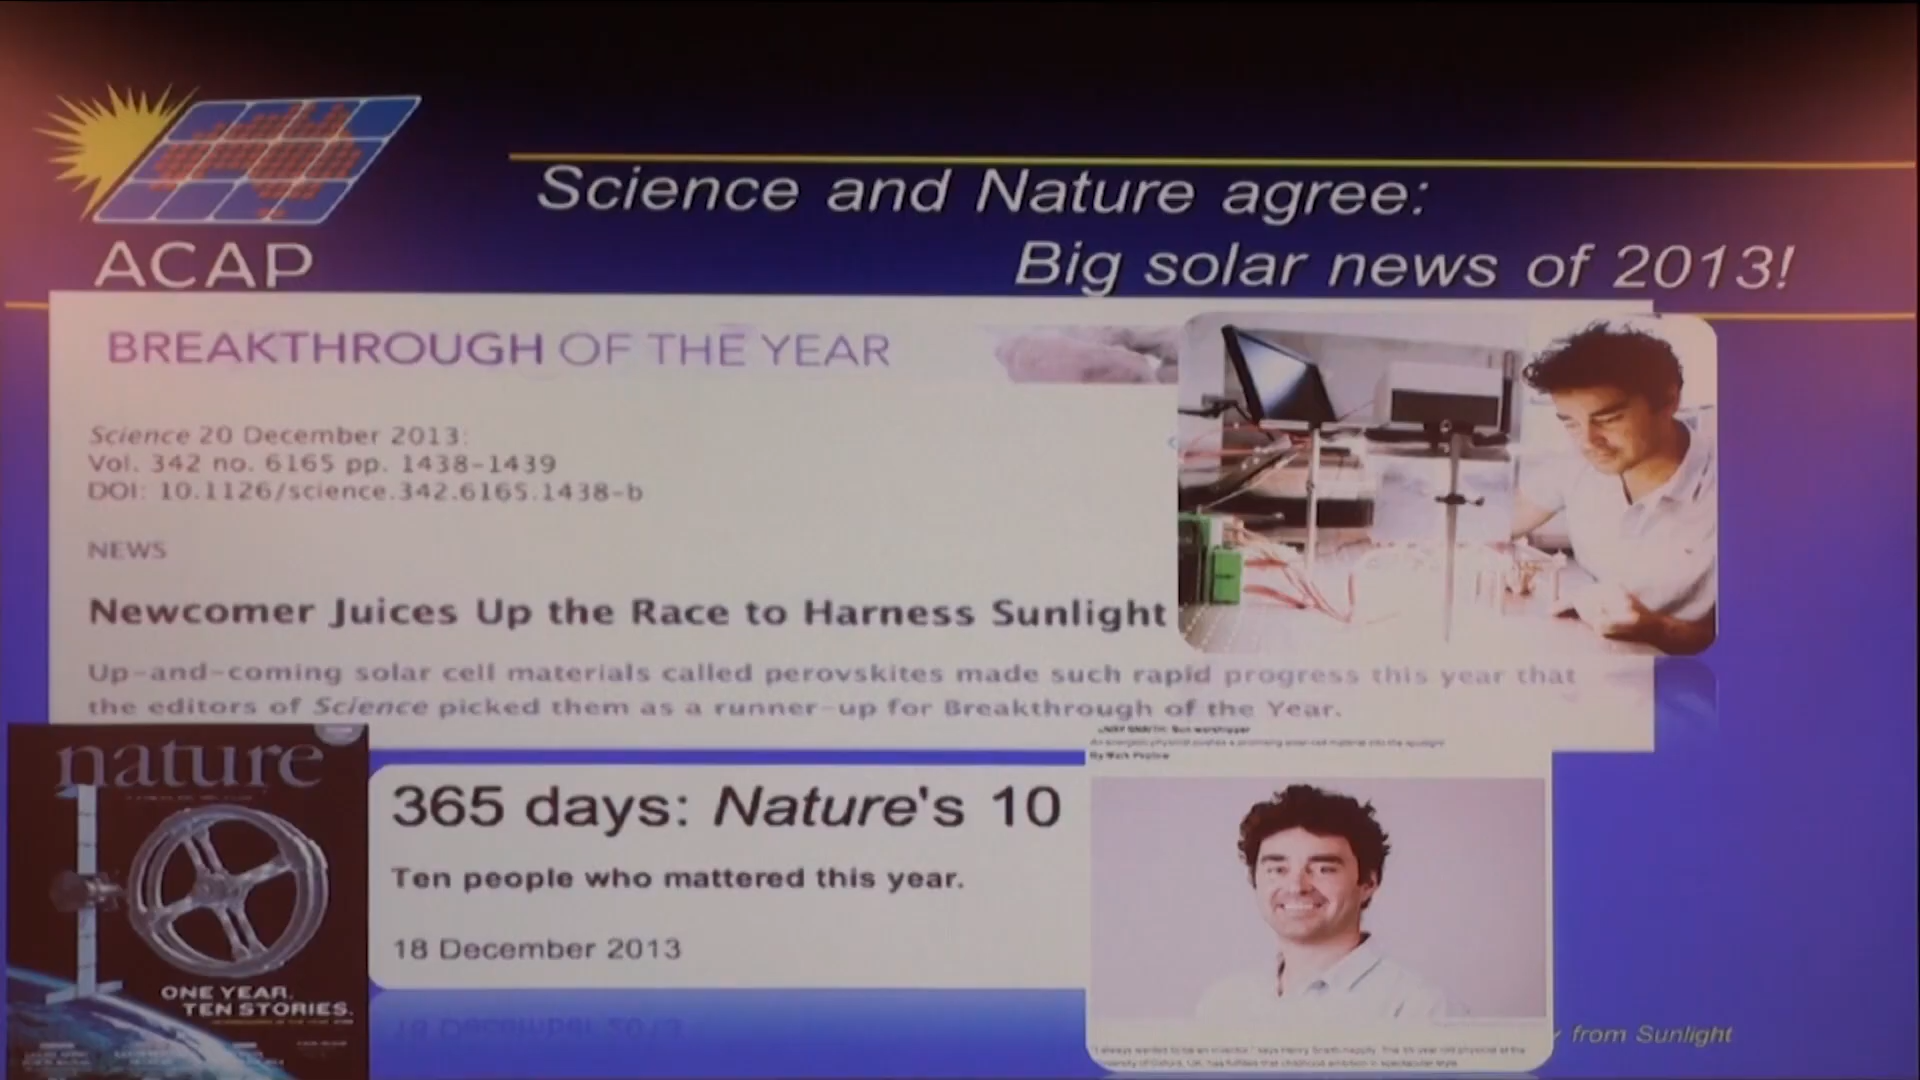 ACAP
Science and Nature agree:
Big solar news of 2013!
BREAKTHROUGH OF THE YEAR
Science 20 December 2013:
Vol. 342 no. 6165 pp. 1438-1439
DOI: 10.1126/science.342.6165.1438-b
NEWS
Newcomer Juices Up the Race to Harness Sunlight
Up-and-coming solar cell materials called perovskites made such rapid progress this year that
the editors of Science picked them as a runner-up for Breakthrough of the Year.
nature
ONE YEAR.
TEN STORIES.
365 days: Nature's 10
Ten people who mattered this year.
18 December 2013
By Mark Peplow
from Sunlight